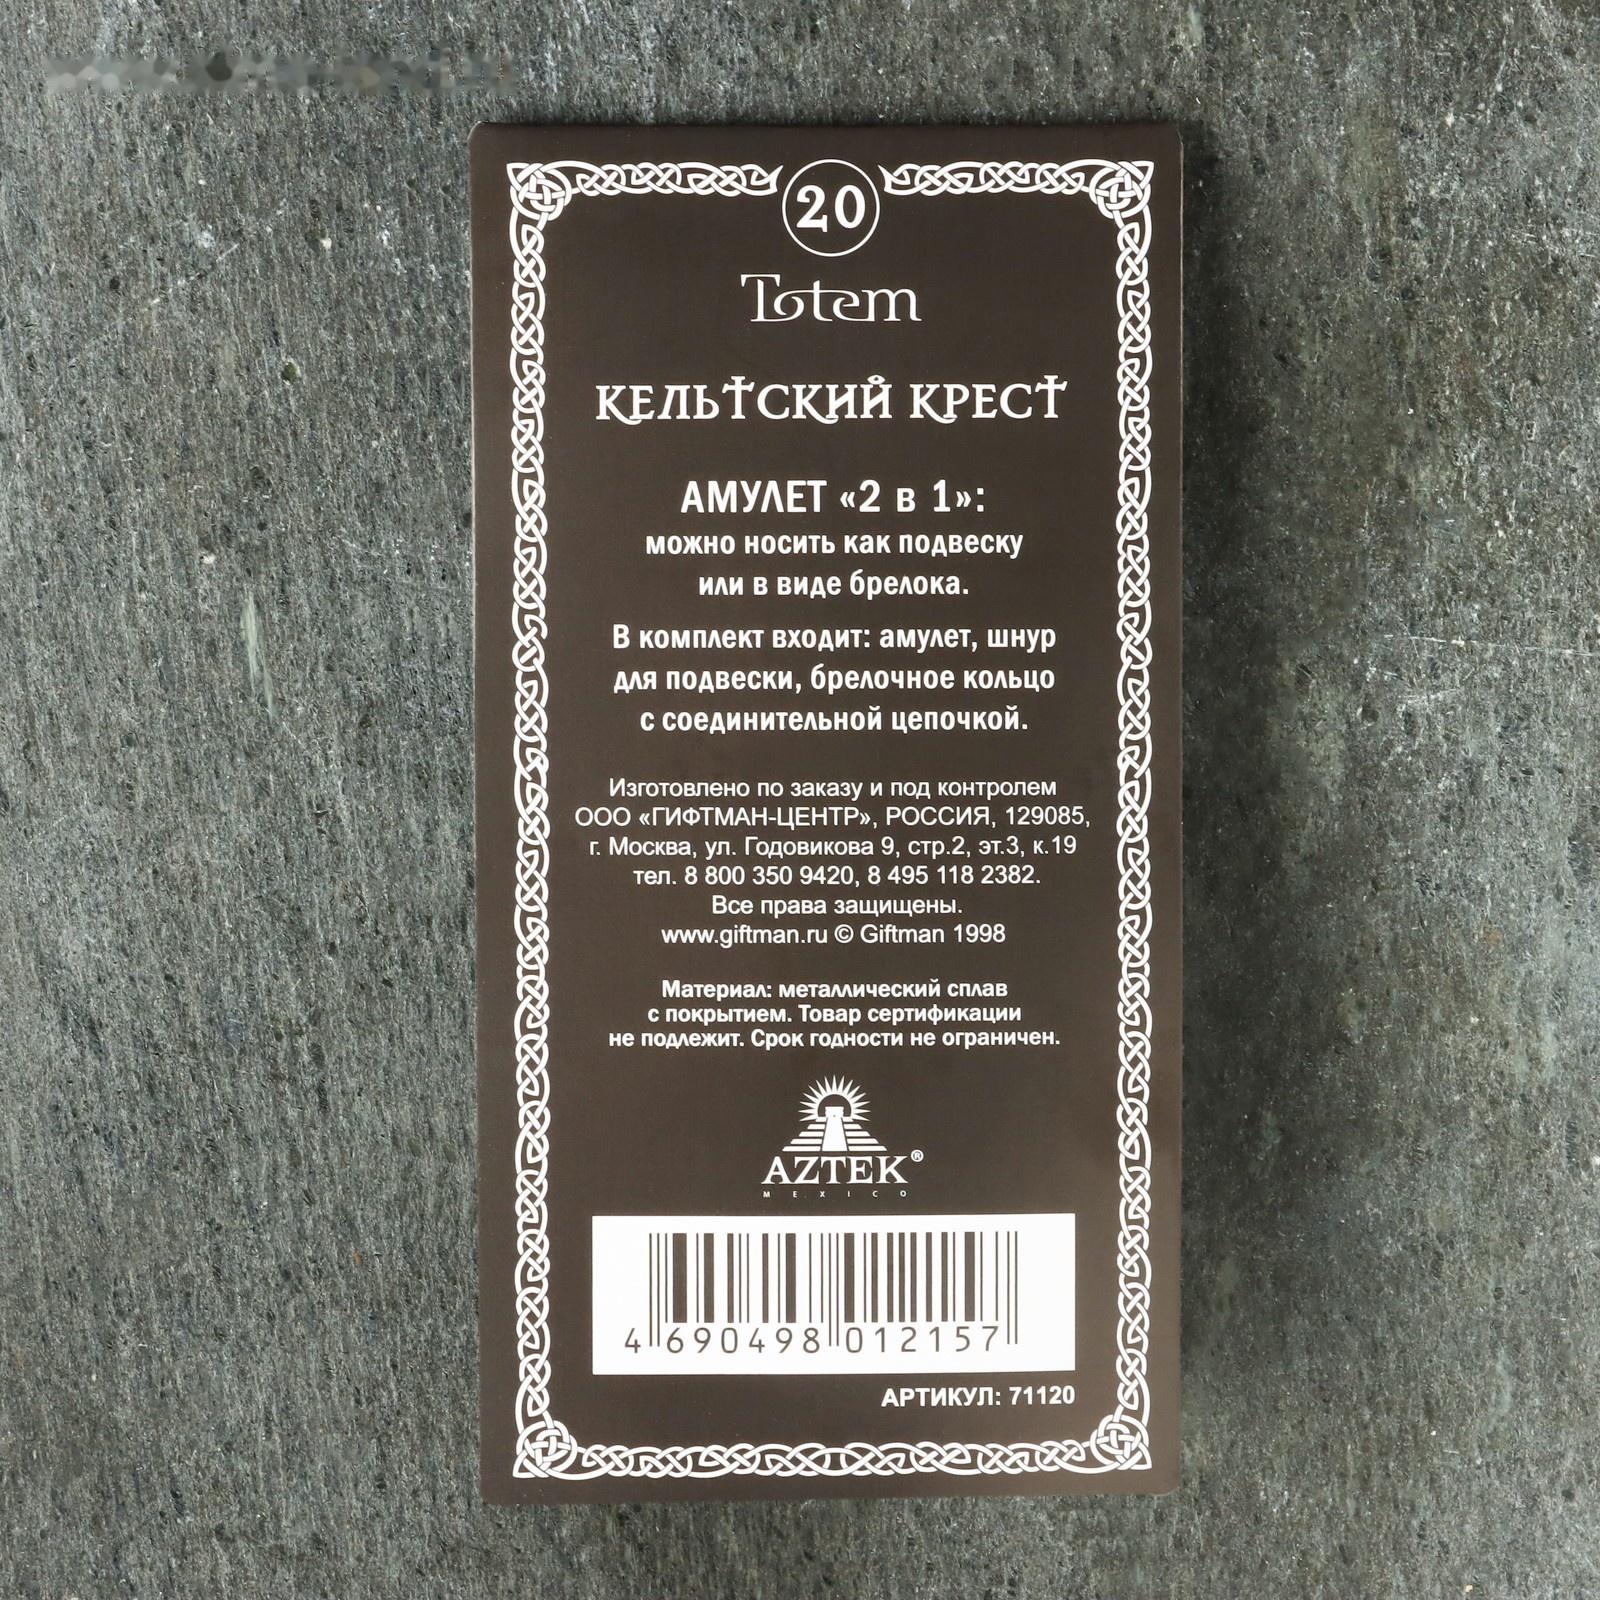 20
Totem
КЕЛЬТСКИЙ КРЕСТ
АМУЛЕТ «2 в 1»:
можно носить как подвеску
или в виде брелока.
В комплект входит: амулет, шнур
для подвески, брелочное кольцо
с соединительной цепочкой.
Изготовлено по заказу и под контролем
ООО «ГИФТМАН-ЦЕНТР», РОССИЯ, 129085,
г. Москва, ул. Годовикова 9, стр.2, эт.3, к.19
тел. 8 800 350 9420, 8 495 118 2382.
Все права защищены.
www.giftman.ru © Giftman 1998
Материал: металлический сплав
с покрытием. Товар сертификации
не подлежит. Срок годности не ограничен.
AZTEK®
MEXICO
4 690498 012157
АРТИКУЛ: 71120